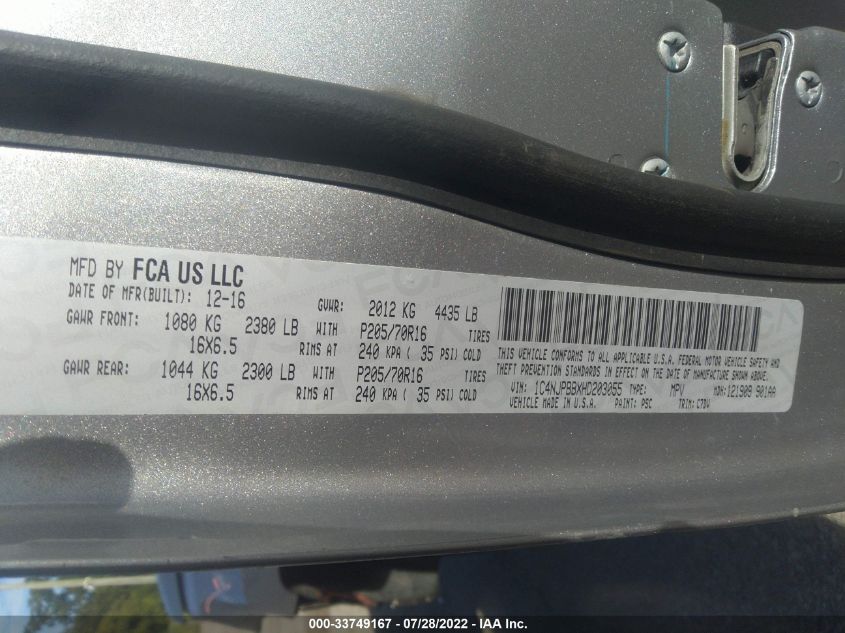 MFD BY FCA US LLC
DATE OF MFR(BUILT): 12-16 GVWR: 2012 KG 4435 LB
GAWR FRONT: 1080 KG 2380 LB WITH P205/70R16 TIRES
16X6.5 RIMS AT 240 KPA ( 35 PSI) COLD
GAWR REAR: 1044 KG 2300 LB WITH P205/70R16 TIRES
16X6.5 RIMS AT 240 KPA ( 35 PSI) COLD
THIS VEHICLE CONFORMS TO ALL APPLICABLE U.S.A. FEDERAL MOTOR VEHICLE SAFETY AND
THEFT PREVENTION STANDARDS IN EFFECT ON THE DATE OF MANUFACTURE SHOWN ABOVE.
VIN: 1C4NJPBBXHD203055 TYPE: MPV MDH: 121909 901AA
VEHICLE MADE IN U.S.A. PAINT: PSC TRIM: C7DV
000-33749167 - 07/28/2022 - IAA Inc.